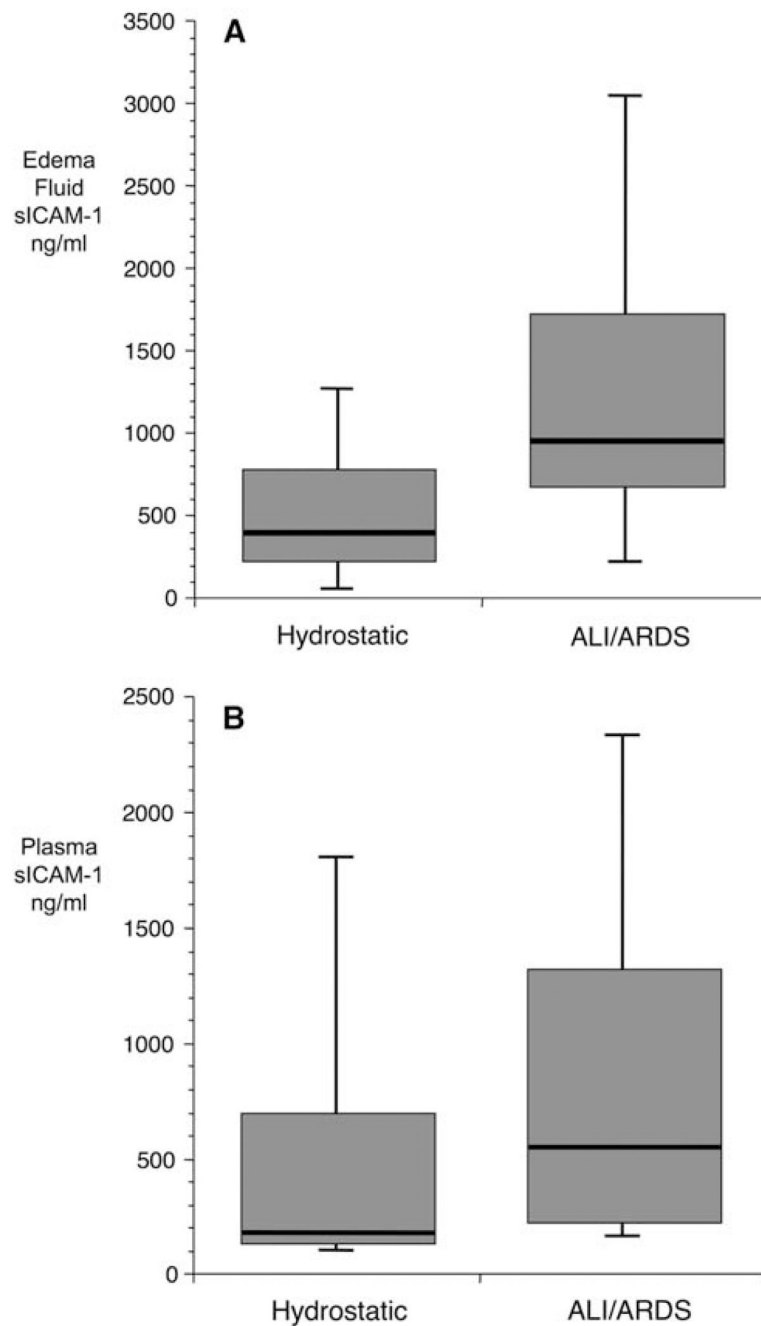 A
3500
3000
2500
2000
1500
1000
500
0
Edema
Fluid
sICAM-1
ng/ml
Hydrostatic
ALI/ARDS
B
2500
2000
1500
1000
500
0
Plasma
sICAM-1
ng/ml
Hydrostatic
ALI/ARDS